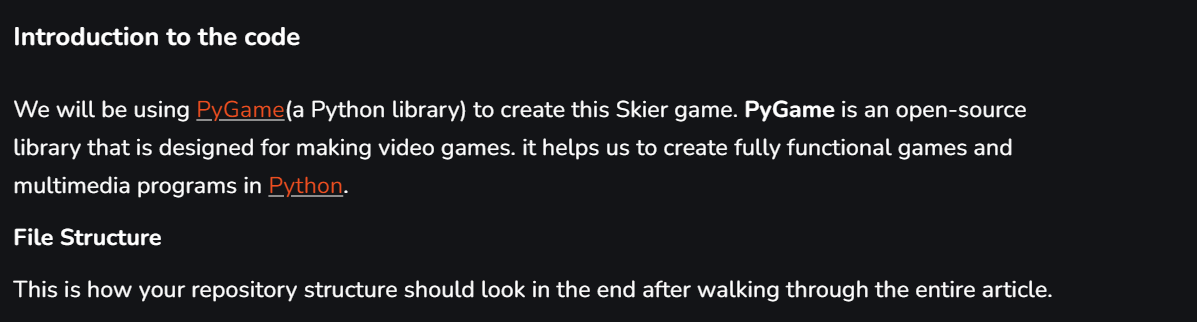 Introduction to the code
We will be using PyGame(a Python library) to create this Skier game. PyGame is an open-source
library that is designed for making video games. it helps us to create fully functional games and
multimedia programs in Python.
File Structure
This is how your repository structure should look in the end after walking through the entire article.